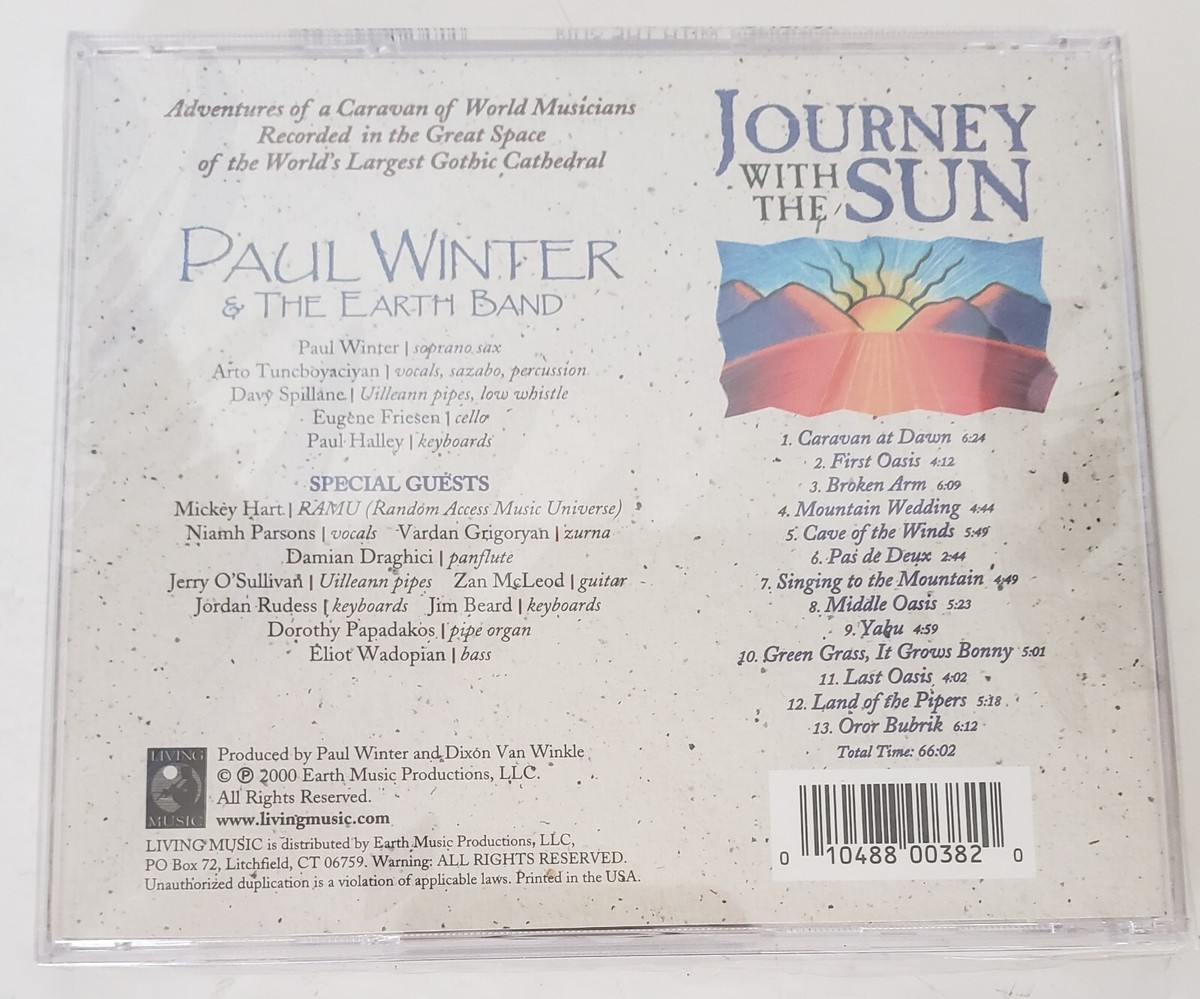 Adventures of a Caravan of World Musicians
Recorded in the Great Space
of the World's Largest Gothic Cathedral
PAUL WINTER
& THE EARTH BAND
Paul Winter | soprano sax
Arto Tuncboyaciyan | vocals, sazabo, percussion
Davy Spillane | Uilleann pipes, low whistle
Eugene Friesen | cello
Paul Halley | keyboards
SPECIAL GUESTS
Mickey Hart | RAMU (Random Access Music Universe)
Niamh Parsons | vocals Vardan Grigoryan | zurna
Damian Draghici | panflute
Jerry O'Sullivan | Uilleann pipes Zan McLeod | guitar
Jordan Rudess | keyboards Jim Beard | keyboards
Dorothy Papadakos | pipe organ
Eliot Wadopian | bass
LIVING
MUSIC
Produced by Paul Winter and Dixon Van Winkle
© ℗ 2000 Earth Music Productions, LLC.
All Rights Reserved.
www.livingmusic.com
LIVING MUSIC is distributed by Earth Music Productions, LLC,
PO Box 72, Litchfield, CT 06759. Warning: ALL RIGHTS RESERVED.
Unauthorized duplication is a violation of applicable laws. Printed in the USA.
JOURNEY
WITH
THE SUN
1. Caravan at Dawn 6:24
2. First Oasis 4:12
3. Broken Arm 6:09
4. Mountain Wedding 4:44
5. Cave of the Winds 5:49
6. Pas de Deux 2:44
7. Singing to the Mountain 4:49
8. Middle Oasis 5:23
9. Yabu 4:59
10. Green Grass, It Grows Bonny 5:01
11. Last Oasis 4:02
12. Land of the Pipers 5:18
13. Oror Bubrik 6:12
Total Time: 66:02
0 10488 00382 0